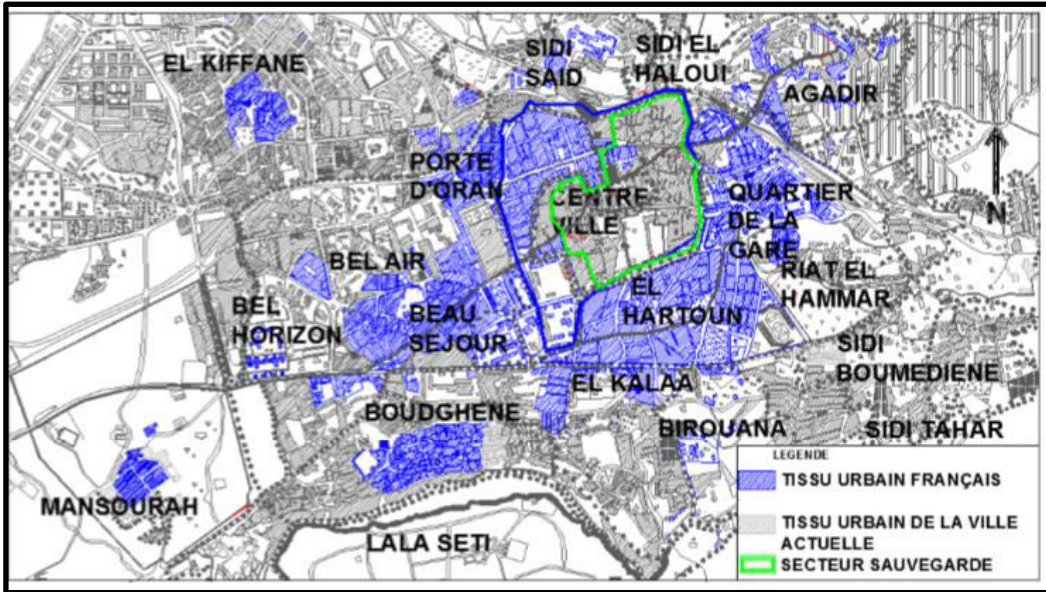 EL KIFFANE
SIDI
SAID
SIDI EL
HALOUI
AGADIR
PORTE
D'ORAN
CENTRE
VILLE
QUARTIER
DE LA
GARE
N
BEL AIR
BEL
HORIZON
BEAU
SEJOUR
EL
HARTOUN
RIAT EL
HAMMAR
SIDI
BOUMEDIENE
EL KALAA
BOUDGHENE
BIROUANA
SIDI TAHAR
MANSOURAH
LALA SETI
LEGENDE
TISSU URBAIN FRANÇAIS
TISSU URBAIN DE LA VILLE
ACTUELLE
SECTEUR SAUVEGARDE